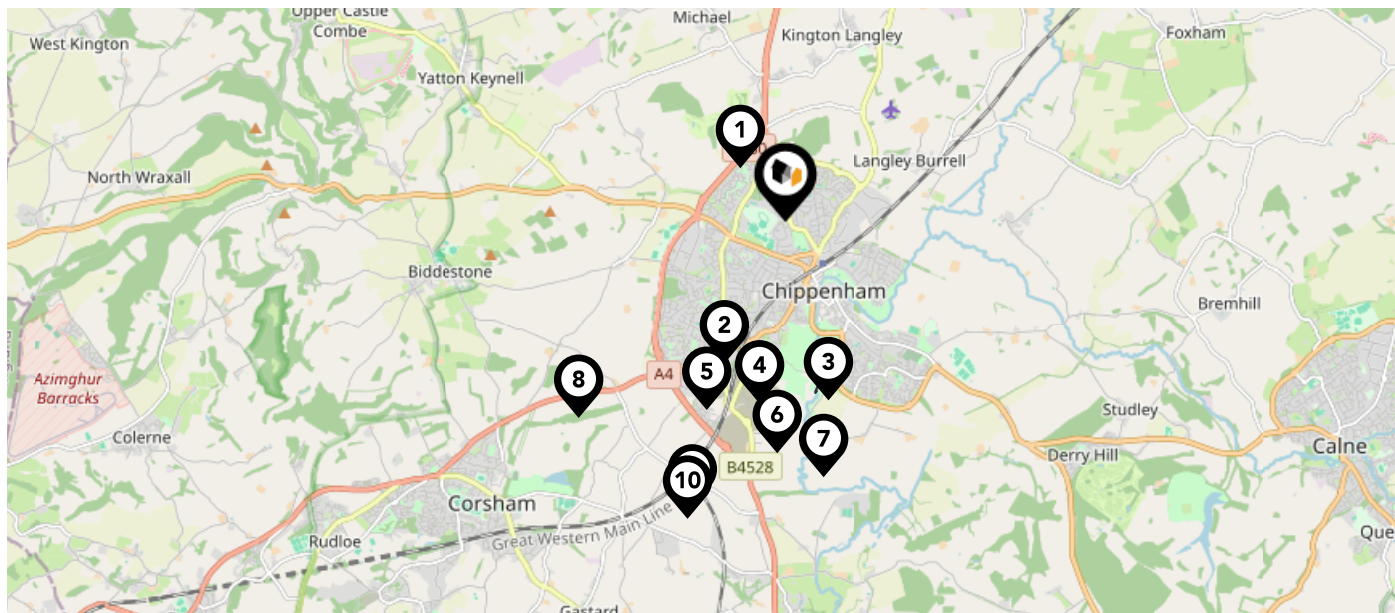 Upper Castle
Combe
Michael
Kington Langley
Foxham
West Kington
Yatton Keynell
1
Langley Burrell
North Wraxall
Biddestone
Chippenham
Bremhill
2
3
4
5
A4
8
Azimghur
Barracks
6
Studley
7
Colerne
Derry Hill
Calne
B4528
10
Corsham
Great Western Main Line
Rudloe
Que
Gastard